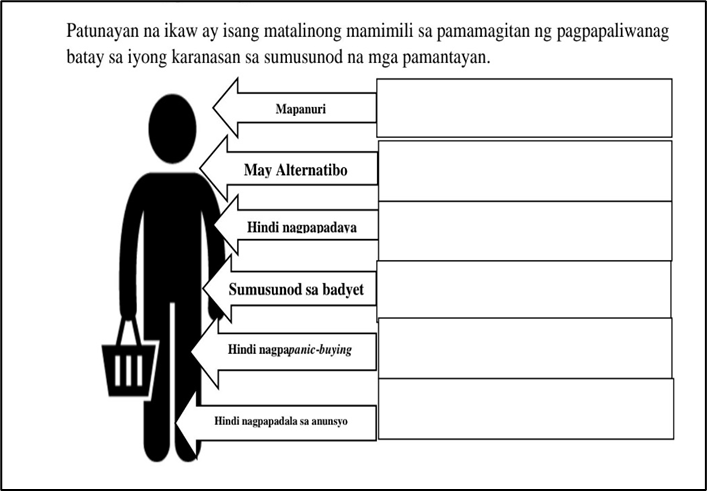 Patunayan na ikaw ay isang matalinong mamimili sa pamamagitan ng pagpapaliwanag
batay sa iyong karanasan sa sumusunod na mga pamantayan.
Mapanuri
May Alternatibo
Hindi nagpapadaya
Sumusunod sa badyet
Hindi nagpapanic-buying
Hindi nagpapadala sa anunsyo